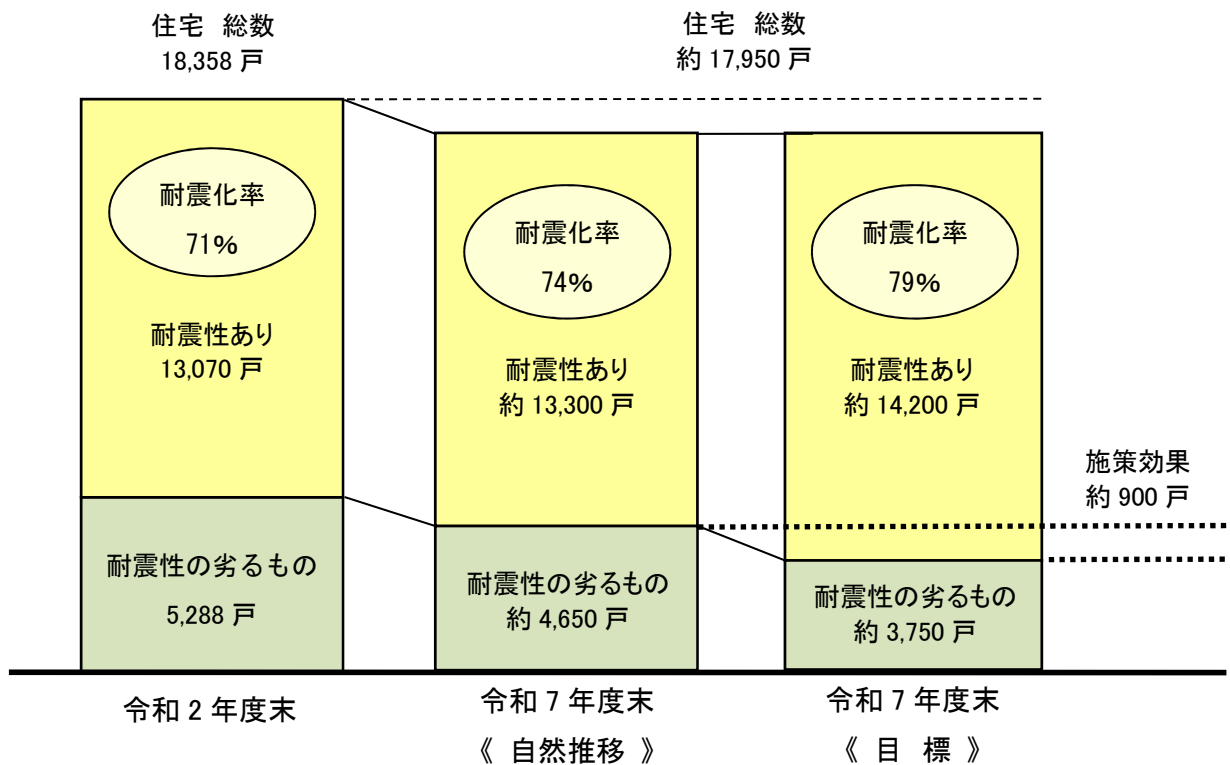 住宅 総数
18,358 戸
住宅 総数
約 17,950 戸
耐震化率
71%
耐震性あり
13,070 戸
耐震性の劣るもの
5,288 戸
耐震化率
74%
耐震性あり
約 13,300 戸
耐震性の劣るもの
約 4,650 戸
耐震化率
79%
耐震性あり
約 14,200 戸
耐震性の劣るもの
約 3,750 戸
施策効果
約 900 戸
令和 2 年度末
令和 7 年度末
《 自然推移 》
令和 7 年度末
《 目 標 》